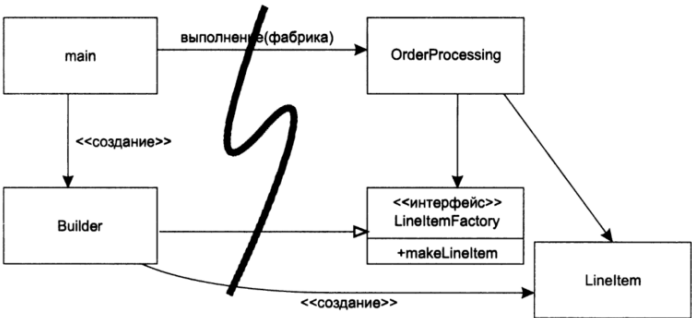 main
выполнение(фабрика)
OrderProcessing
<<создание>>
Builder
<<интерфейс>>
LineItemFactory
+makeLineItem
LineItem
<<создание>>